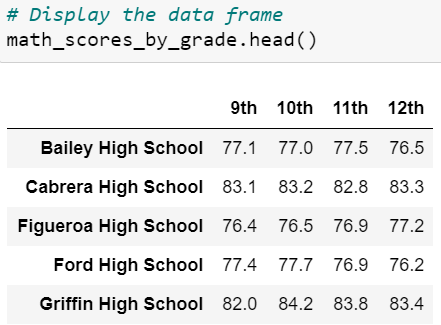 # Display the data frame
math_scores_by_grade.head()
9th 10th 11th 12th
Bailey High School 77.1 77.0 77.5 76.5
Cabrera High School 83.1 83.2 82.8 83.3
Figueroa High School 76.4 76.5 76.9 77.2
Ford High School 77.4 77.7 76.9 76.2
Griffin High School 82.0 84.2 83.8 83.4